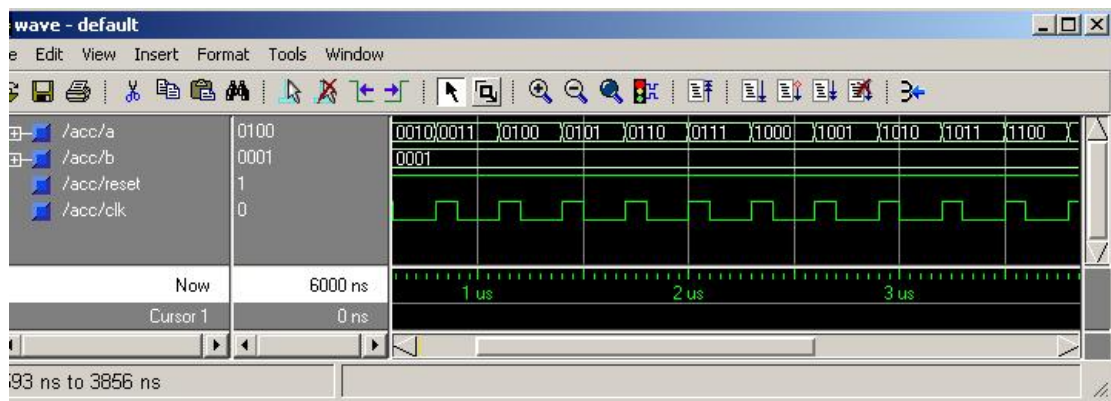 wave - default
e Edit View Insert Format Tools Window
/acc/a 0100 0010 0011 0100 0101 0110 0111 1000 1001 1010 1011 1100
/acc/b 0001 0001
/acc/reset 1
/acc/clk 0
Now 6000 ns 1 us 2 us 3 us
Cursor 1 0 ns
93 ns to 3856 ns